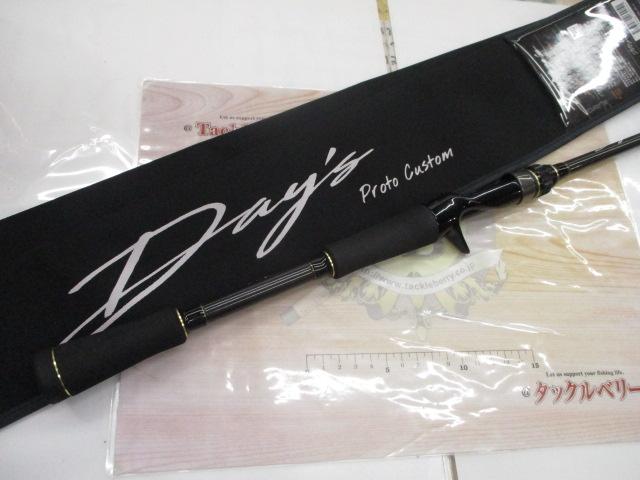 Let us support your fishing life.
@ Tack
Day's
Proto Custom
www.tackleberry.co.jp
5 10 15
Let us support your fishing life.
@ タックルベリー